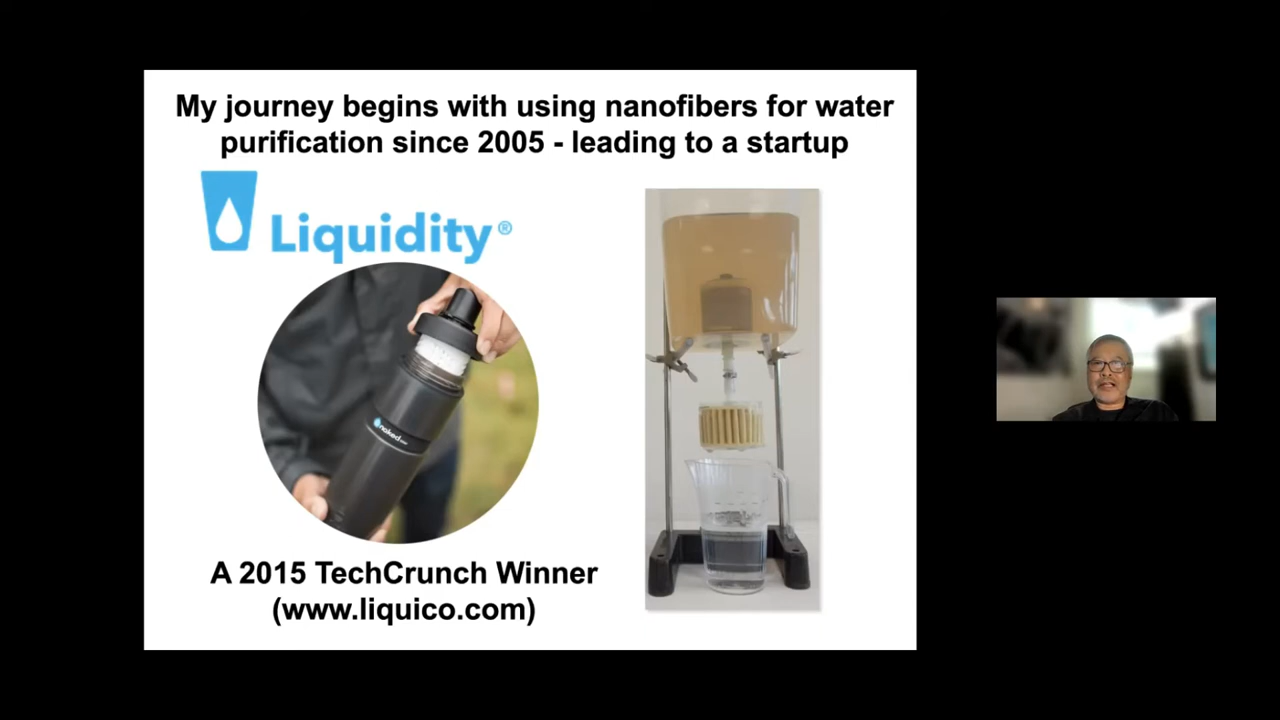 My journey begins with using nanofibers for water
purification since 2005 - leading to a startup
Liquidity®
naked
A 2015 TechCrunch Winner
(www.liquico.com)